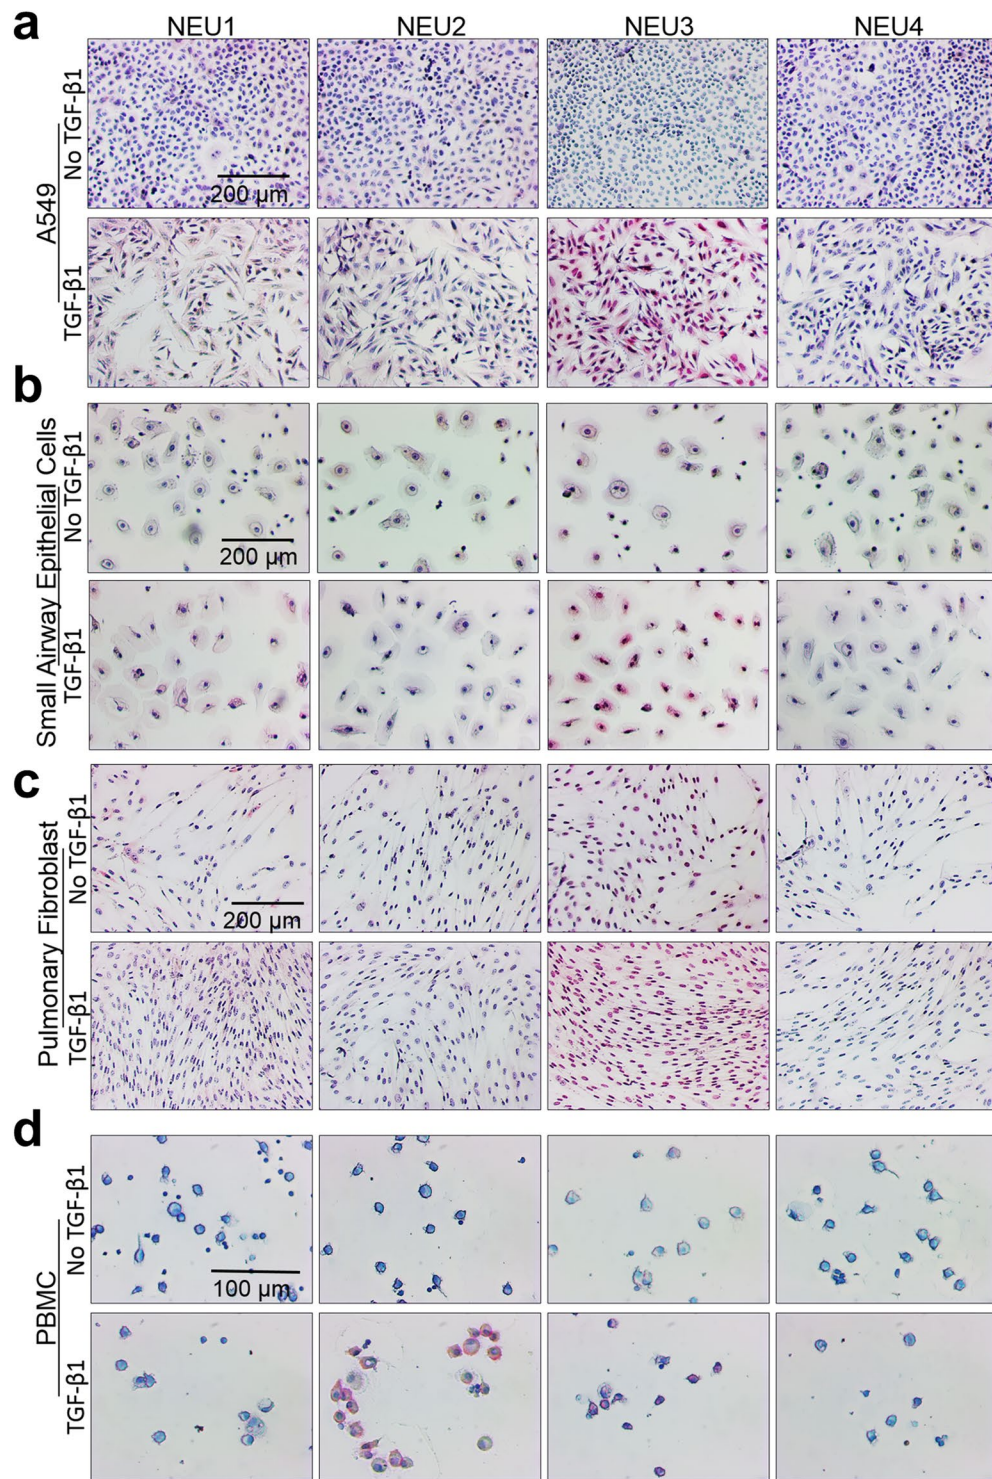 a
NEU1 NEU2 NEU3 NEU4
A549
No TGF-β1
200 µm
TGF-β1
b
Small Airway Epithelial Cells
No TGF-β1
200 µm
TGF-β1
c
Pulmonary Fibroblast
No TGF-β1
200 µm
TGF-β1
d
PBMC
No TGF-β1
100 µm
TGF-β1